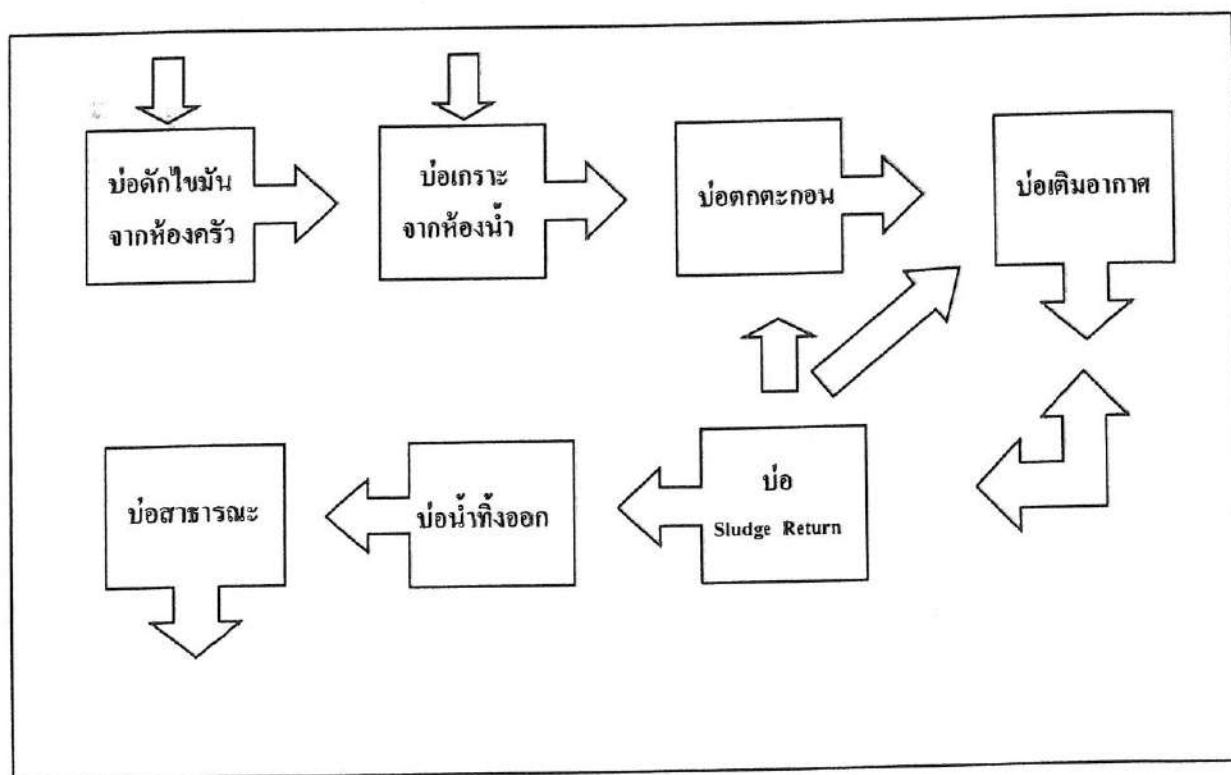 บ่อดักไขมัน
จากห้องครัว
บ่อเกราะ
จากห้องน้ำ
บ่อตกตะกอน
บ่อเติมอากาศ
บ่อสาธารณะ
บ่อน้ำทิ้งออก
บ่อ
Sludge Return